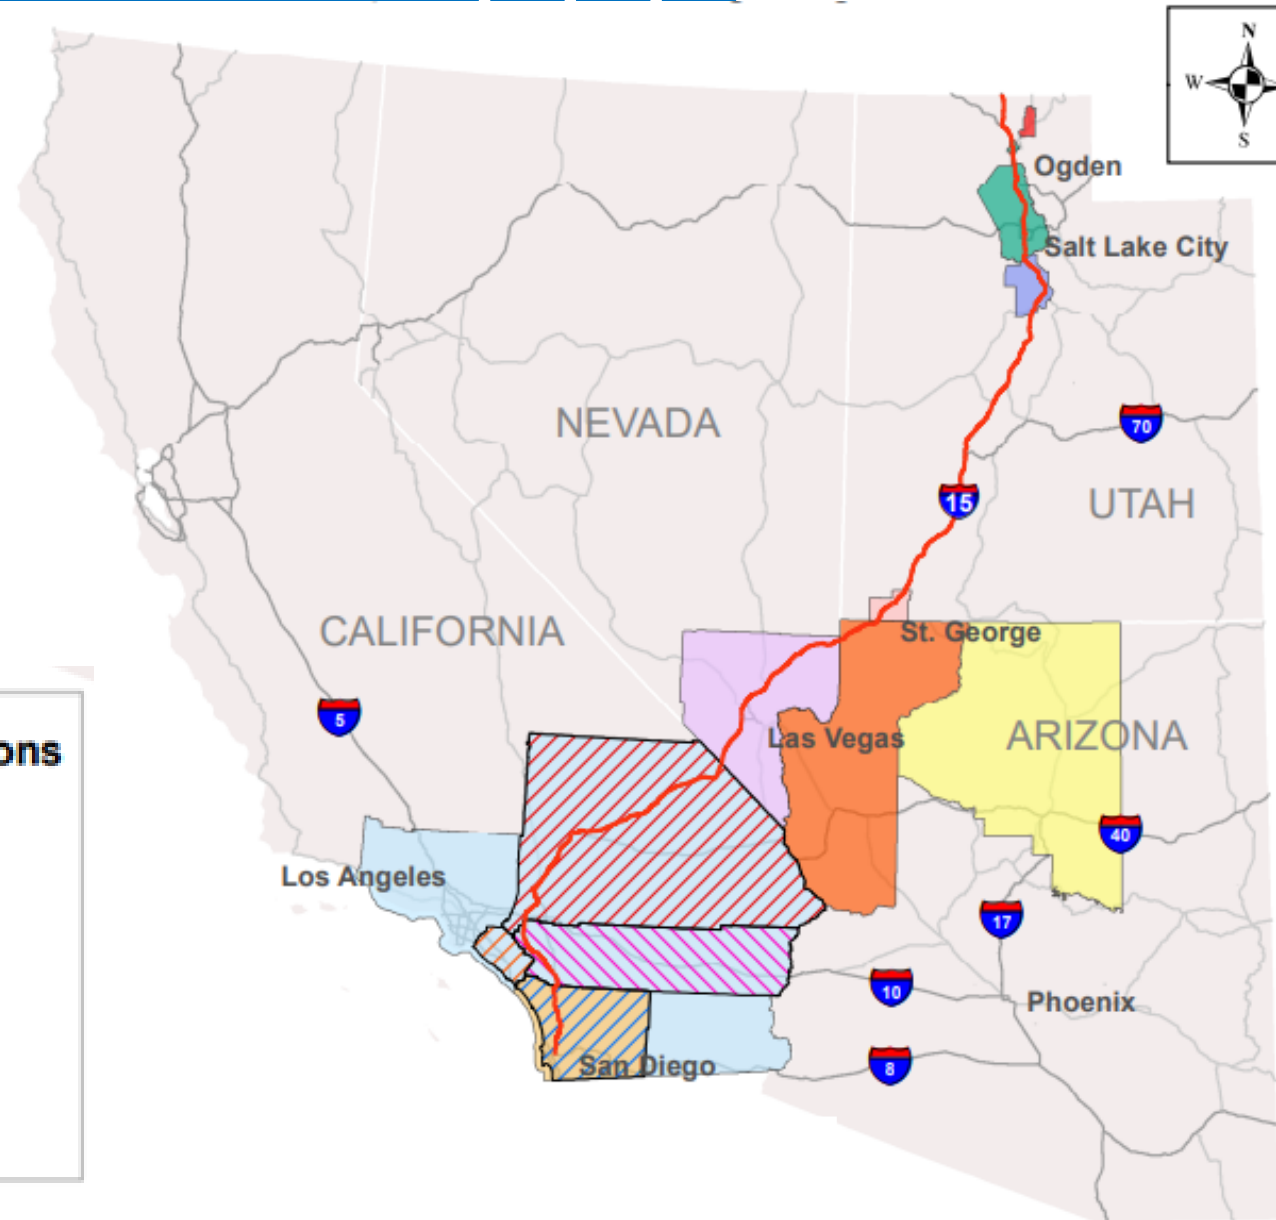 N
W
S
Ogden
Salt Lake City
NEVADA
70
15
UTAH
CALIFORNIA
St. George
5
Las Vegas
ARIZONA
ons
40
Los Angeles
17
10
Phoenix
8
San Diego